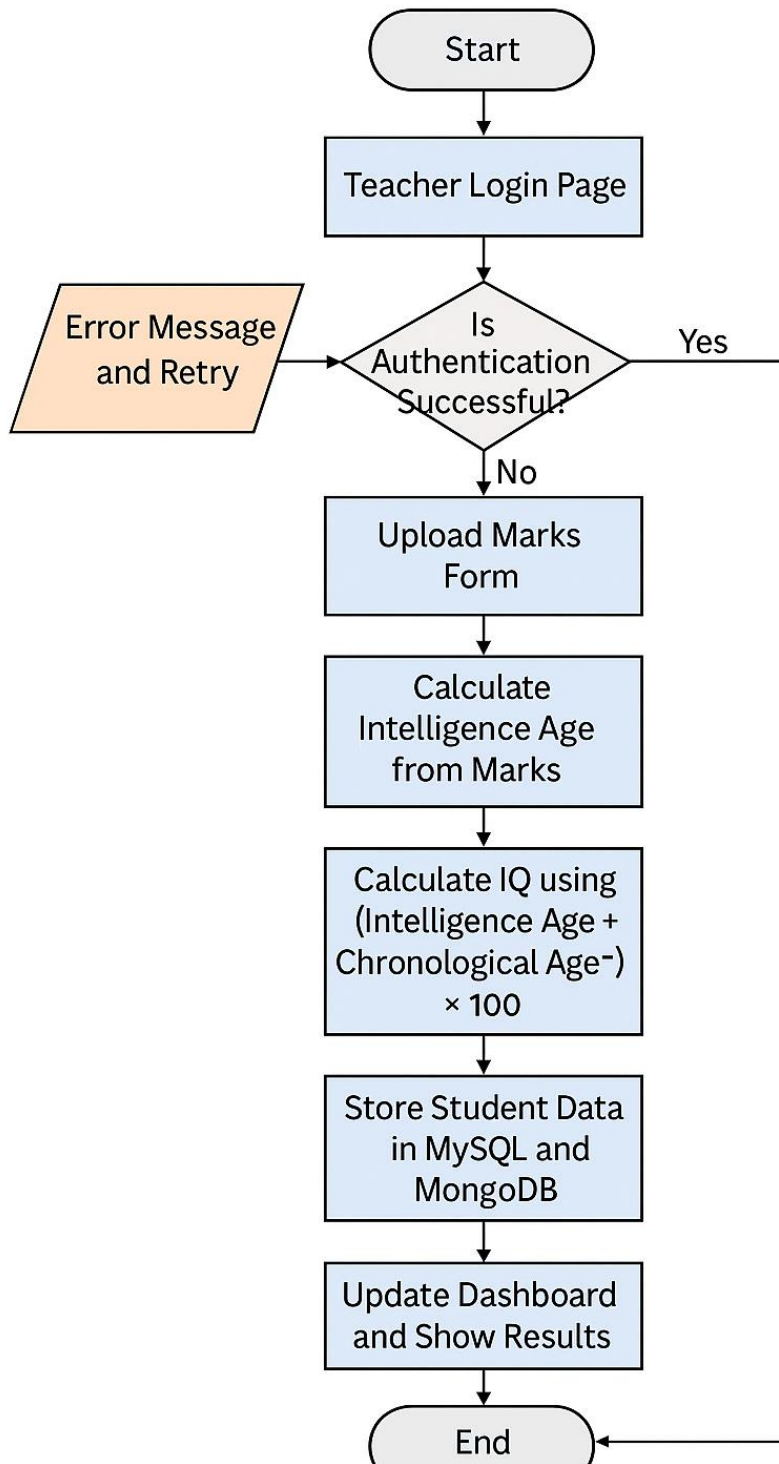 Start
Teacher Login Page
Error Message
and Retry
Is
Authentication
Successful?
Yes
No
Upload Marks
Form
Calculate
Intelligence Age
from Marks
Calculate IQ using
(Intelligence Age +
Chronological Age-)
× 100
Store Student Data
in MySQL and
MongoDB
Update Dashboard
and Show Results
End